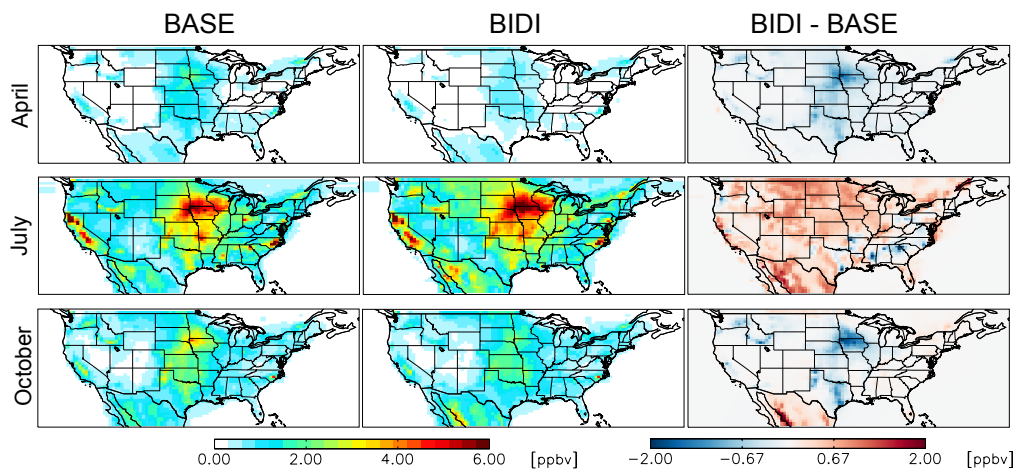 BASE BIDI BIDI - BASE
April
July
October
0.00 2.00 4.00 6.00 [ppbv] -2.00 -0.67 0.67 2.00 [ppbv]